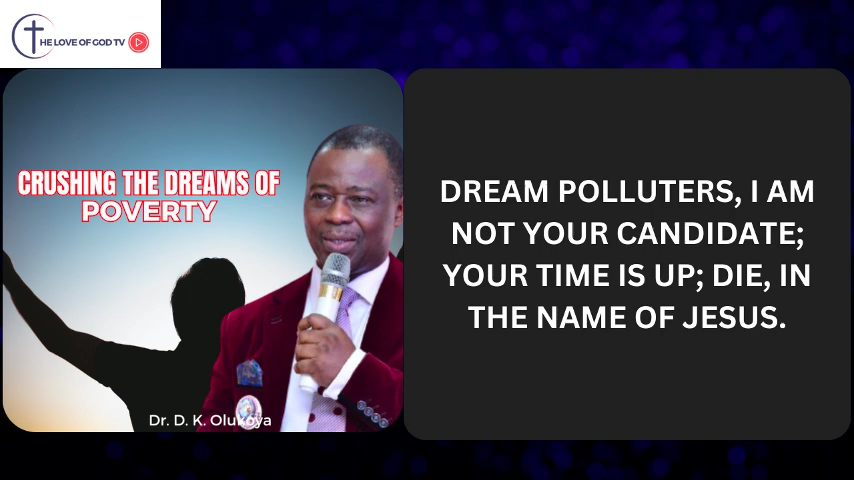 THE LOVE OF GOD TV
CRUSHING THE DREAMS OF
POVERTY
Dr. D. K. Olukoya
DREAM POLLUTERS, I AM
NOT YOUR CANDIDATE;
YOUR TIME IS UP; DIE, IN
THE NAME OF JESUS.